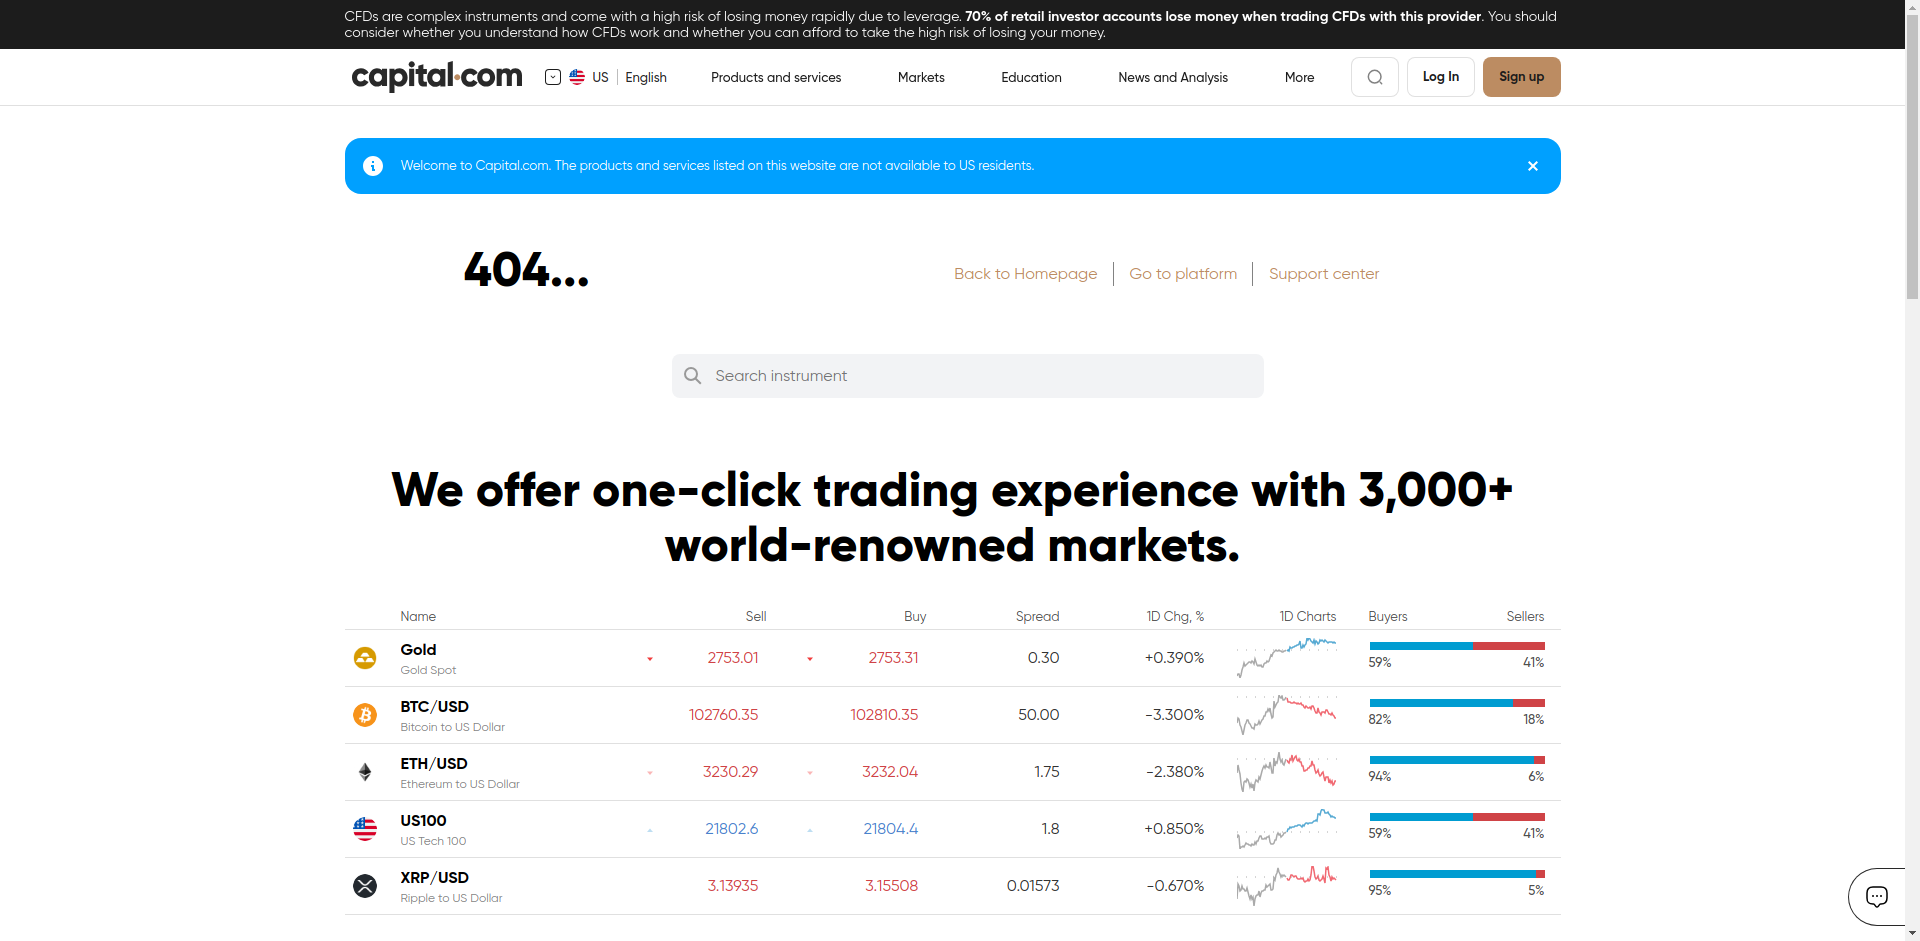 CFDs are complex instruments and come with a high risk of losing money rapidly due to leverage. 70% of retail investor accounts lose money when trading CFDs with this provider. You should
consider whether you understand how CFDs work and whether you can afford to take the high risk of losing your money.
capital.com US English Products and services Markets Education News and Analysis More Log In Sign up
Welcome to Capital.com. The products and services listed on this website are not available to US residents.
404...
Back to Homepage Go to platform Support center
Search instrument
We offer one-click trading experience with 3,000+
world-renowned markets.
Name Sell Buy Spread 1D Chg, % 1D Charts Buyers Sellers
Gold
Gold Spot
2753.01 2753.31 0.30 +0.390%
59% 41%
BTC/USD
Bitcoin to US Dollar
102760.35 102810.35 50.00 -3.300%
82% 18%
ETH/USD
Ethereum to US Dollar
3230.29 3232.04 1.75 -2.380%
94% 6%
US100
US Tech 100
21802.6 21804.4 1.8 +0.850%
59% 41%
XRP/USD
Ripple to US Dollar
3.13935 3.15508 0.01573 -0.670%
95% 5%